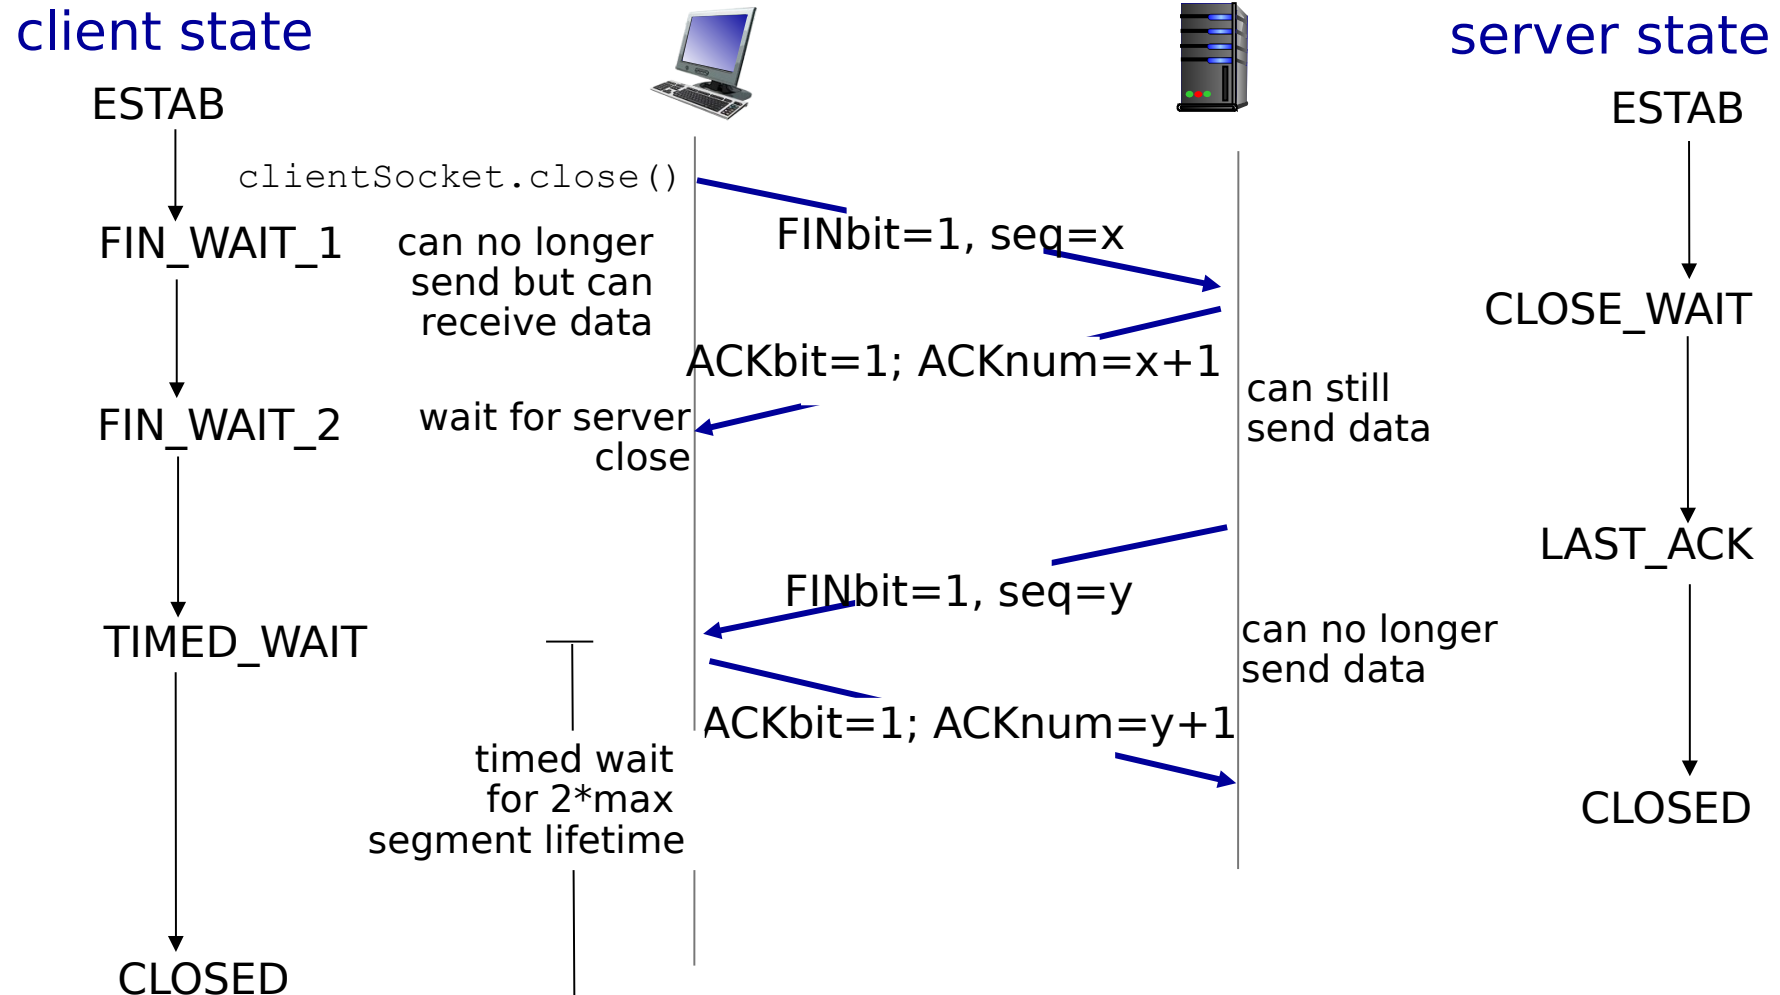 client state
server state
ESTAB
ESTAB
clientSocket.close()
FINbit=1, seq=x
FIN_WAIT_1
can no longer
send but can
receive data
CLOSE_WAIT
ACKbit=1; ACKnum=x+1
can still
send data
FIN_WAIT_2
wait for server
close
LAST_ACK
FINbit=1, seq=y
TIMED_WAIT
can no longer
send data
ACKbit=1; ACKnum=y+1
timed wait
for 2*max
segment lifetime
CLOSED
CLOSED